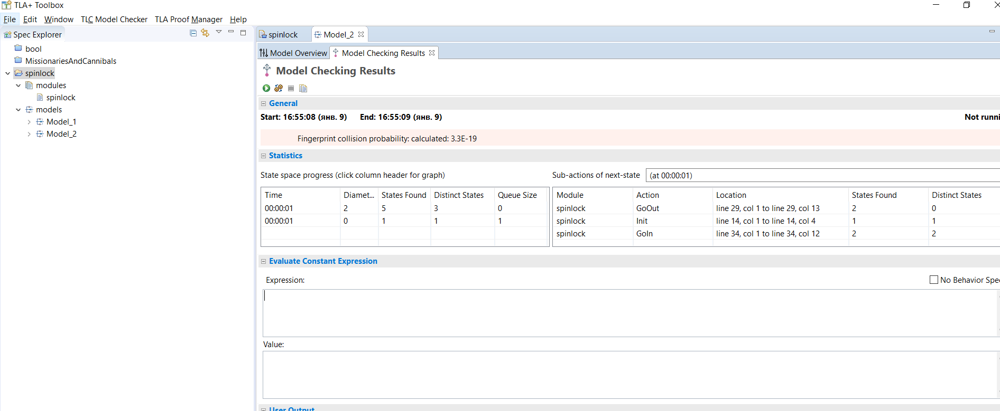 TLA+ Toolbox
File Edit Window TLC Model Checker TLA Proof Manager Help
Spec Explorer
bool
MissionariesAndCannibals
spinlock
modules
spinlock
models
Model_1
Model_2
spinlock Model_2
Model Overview Model Checking Results
Model Checking Results
General
Start: 16:55:08 (янв. 9) End: 16:55:09 (янв. 9) Not runni
Fingerprint collision probability: calculated: 3.3E-19
Statistics
State space progress (click column header for graph)
Time Diamet... States Found Distinct States Queue Size
00:00:01 2 5 3 0
00:00:01 0 1 1 1
Sub-actions of next-state (at 00:00:01)
Module Action Location States Found Distinct States
spinlock GoOut line 29, col 1 to line 29, col 13 2 0
spinlock Init line 14, col 1 to line 14, col 4 1 1
spinlock GoIn line 34, col 1 to line 34, col 12 2 2
Evaluate Constant Expression
Expression: No Behavior Spec
Value:
User Output